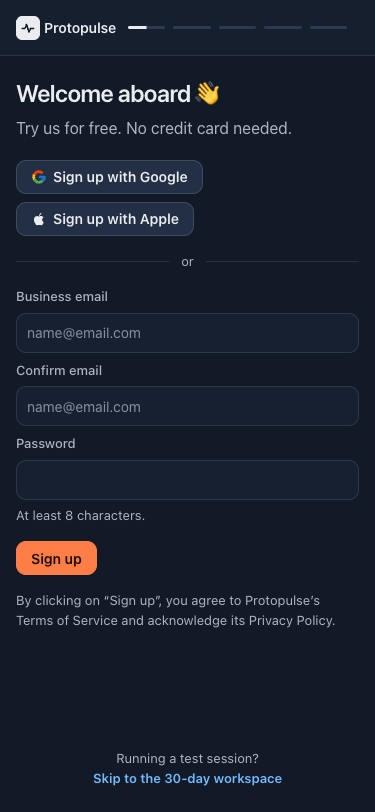 Protopulse
Welcome aboard 👋
Try us for free. No credit card needed.
Sign up with Google
Sign up with Apple
or
Business email
name@email.com
Confirm email
name@email.com
Password
At least 8 characters.
Sign up
By clicking on “Sign up”, you agree to Protopulse’s
Terms of Service and acknowledge its Privacy Policy.
Running a test session?
Skip to the 30-day workspace